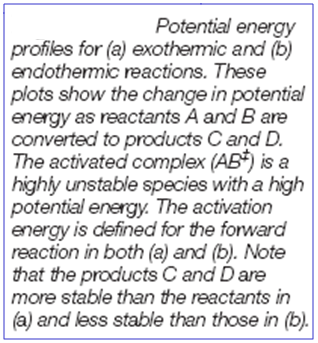 Potential energy
profiles for (a) exothermic and (b)
endothermic reactions. These
plots show the change in potential
energy as reactants A and B are
converted to products C and D.
The activated complex (AB‡) is a
highly unstable species with a high
potential energy. The activation
energy is defined for the forward
reaction in both (a) and (b). Note
that the products C and D are
more stable than the reactants in
(a) and less stable than those in (b).